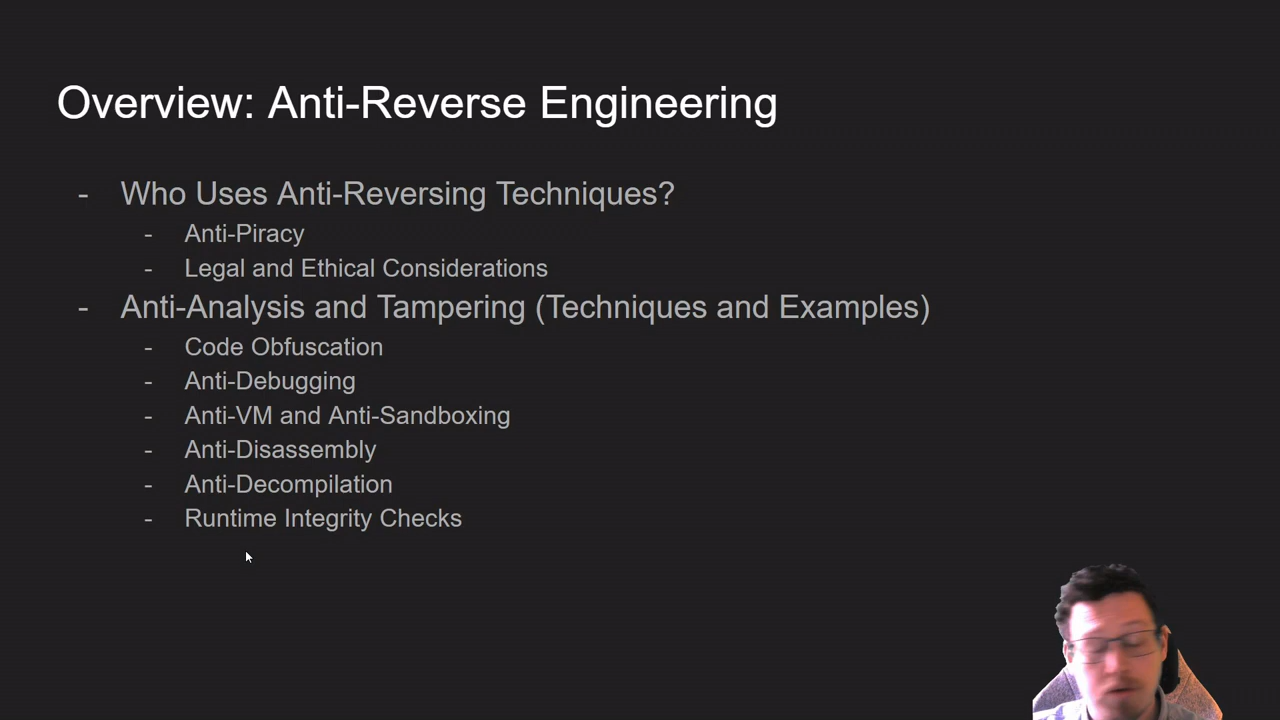 Overview: Anti-Reverse Engineering
- Who Uses Anti-Reversing Techniques?
- Anti-Piracy
- Legal and Ethical Considerations
- Anti-Analysis and Tampering (Techniques and Examples)
- Code Obfuscation
- Anti-Debugging
- Anti-VM and Anti-Sandboxing
- Anti-Disassembly
- Anti-Decompilation
- Runtime Integrity Checks